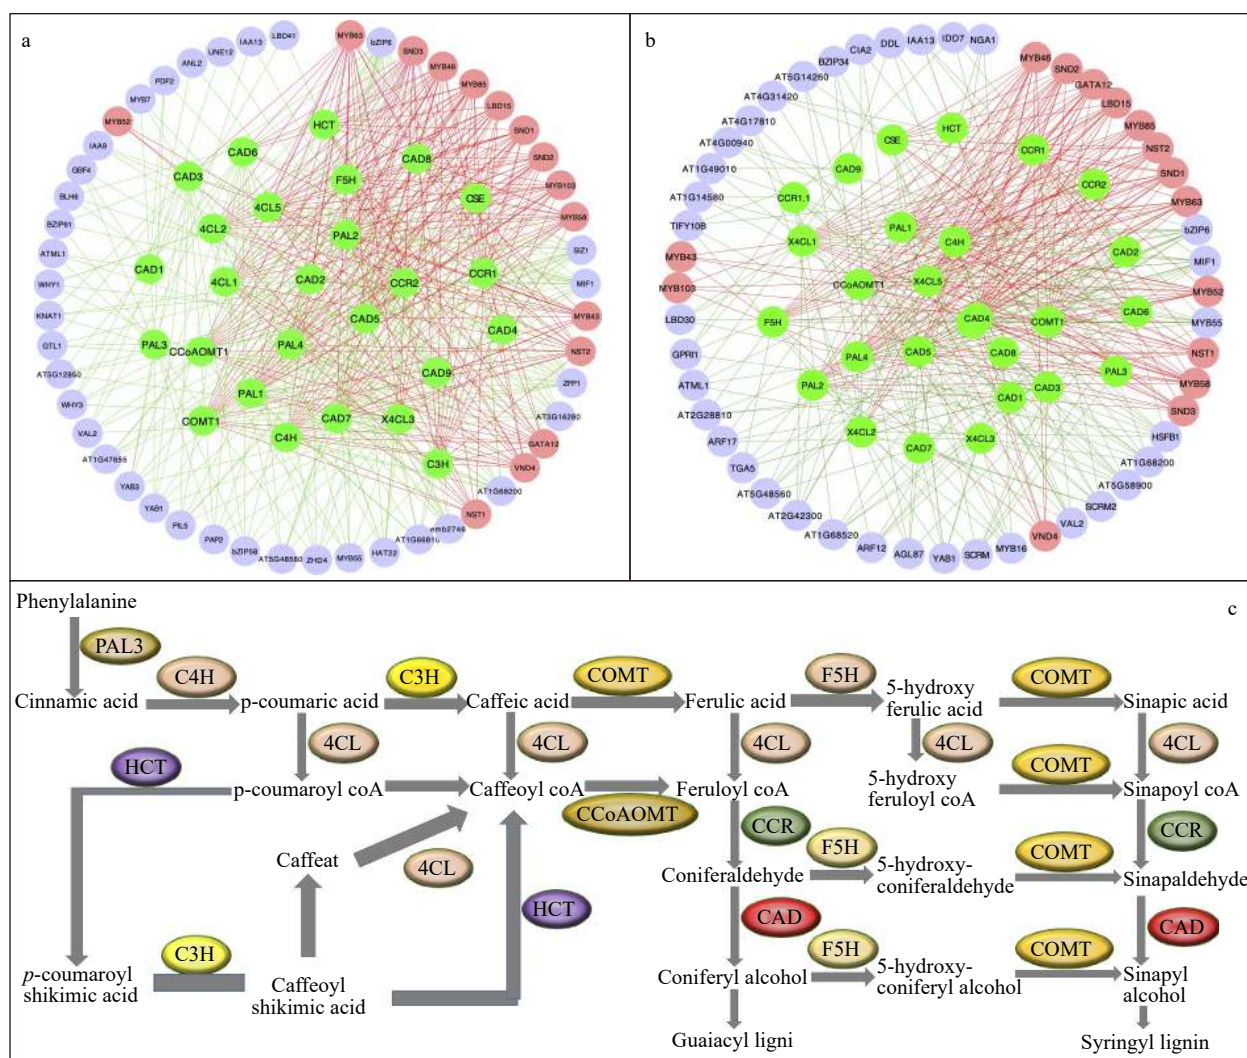 a
MYB63
bZIP6
SND3
MYB46
MYB85
LBD15
SND1
SND2
MYB103
MYB58
SIZ1
MIF1
MYB43
NST2
ZFP1
AT3G16280
GATA12
VND4
AT1G68200
NST1
emb2746
AT1G66810
HAT22
MYB55
ZHD4
AT5G48560
bZIP58
PAP2
PIL5
YAB1
YAB3
AT1G47655
VAL2
WHY3
AT5G12850
GTL1
KNAT1
WHY1
ATML1
BZIP61
BLH6
GBF4
IAA9
MYB52
MYB7
PDF2
ANL2
UNE12
IAA13
LBD41
HCT
CAD6
CAD3
F5H
CAD8
4CL5
CSE
4CL2
PAL2
CAD1
4CL1
CAD2
CCR2
CCR1
CAD5
CAD4
PAL3
CCoAOMT1
PAL4
CAD9
PAL1
COMT1
CAD7
X4CL3
C4H
C3H
b
MYB46
SND2
GATA12
LBD15
MYB85
NST2
SND1
MYB63
bZIP6
MIF1
MYB52
MYB55
NST1
MYB58
SND3
HSFB1
AT1G68200
AT5G58900
SCRM2
VAL2
VND4
MYB16
SCRM
YAB1
AGL87
ARF12
AT1G68520
AT2G42300
AT5G48560
TGA5
ARF17
AT2G28810
ATML1
GPRI1
LBD30
MYB103
MYB43
TIFY10B
AT1G14580
AT1G49010
AT4G00940
AT4G17810
AT4G31420
AT5G14260
BZIP34
CIA2
DDL
IAA13
IDD7
NGA1
CSE
HCT
CCR1
CAD9
CCR2
CCR1.1
PAL1
X4CL1
C4H
CAD2
CCoAOMT1
X4CL5
F5H
CAD4
COMT1
CAD6
PAL4
CAD5
CAD8
PAL2
PAL3
CAD1
CAD3
X4CL2
CAD7
X4CL3
c
Phenylalanine
PAL3
C4H
C3H
COMT
F5H
COMT
Cinnamic acid
p-coumaric acid
Caffeic acid
Ferulic acid
5-hydroxy
ferulic acid
Sinapic acid
4CL
4CL
4CL
4CL
4CL
HCT
COMT
p-coumaroyl coA
Caffeoyl coA
Feruloyl coA
5-hydroxy
feruloyl coA
Sinapoyl coA
CCoAOMT
CCR
F5H
COMT
CCR
Caffeat
4CL
Coniferaldehyde
5-hydroxy-
coniferaldehyde
Sinapaldehyde
HCT
CAD
F5H
COMT
CAD
C3H
p-coumaroyl
shikimic acid
Caffeoyl
shikimic acid
Coniferyl alcohol
5-hydroxy-
coniferyl alcohol
Sinapyl
alcohol
Guaiacyl ligni
Syringyl lignin